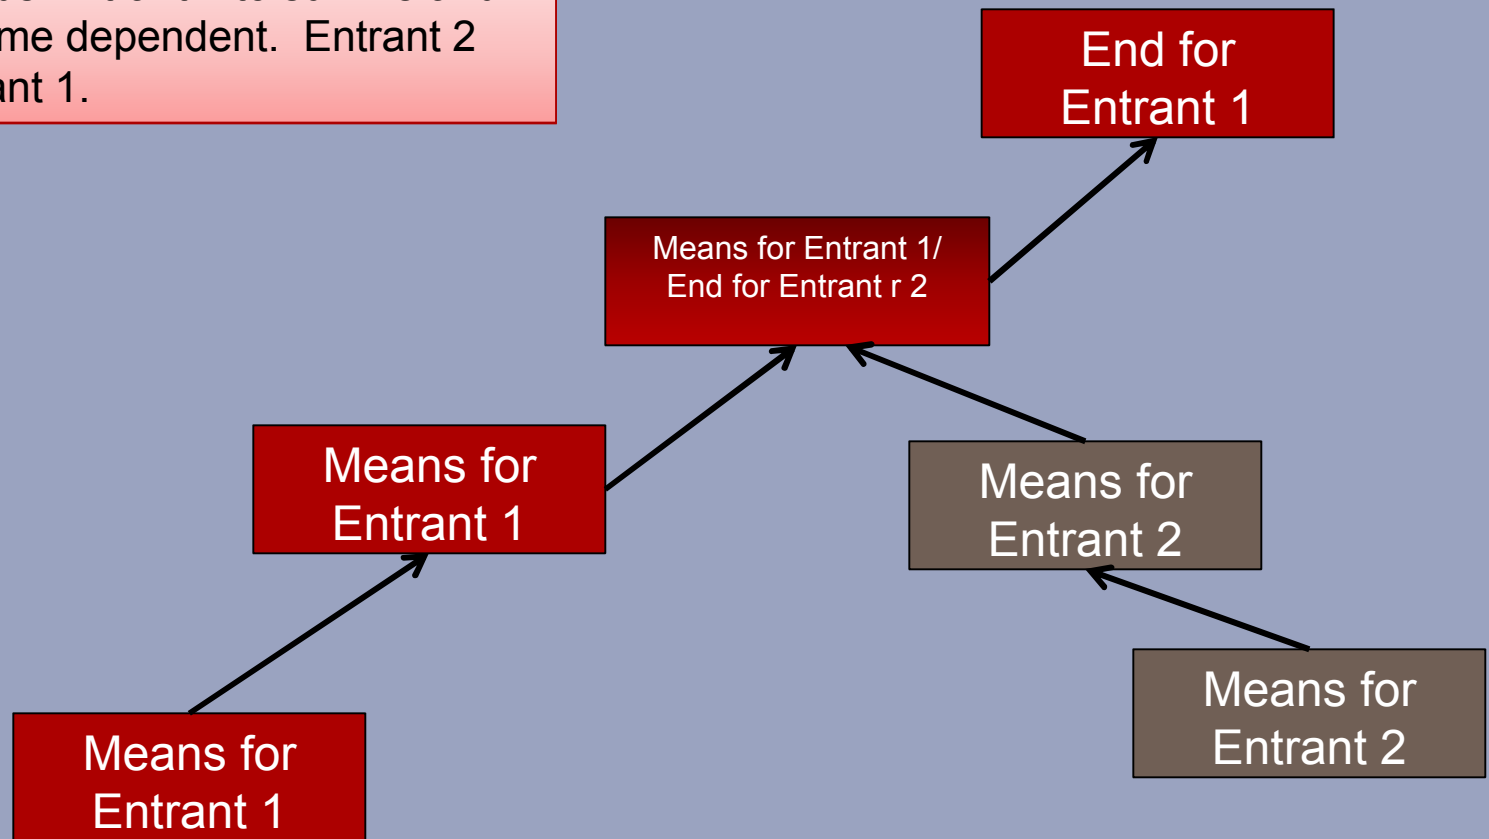 me dependent. Entrant 2
ant 1.
End for
Entrant 1
Means for Entrant 1/
End for Entrant r 2
Means for
Entrant 1
Means for
Entrant 2
Means for
Entrant 2
Means for
Entrant 1